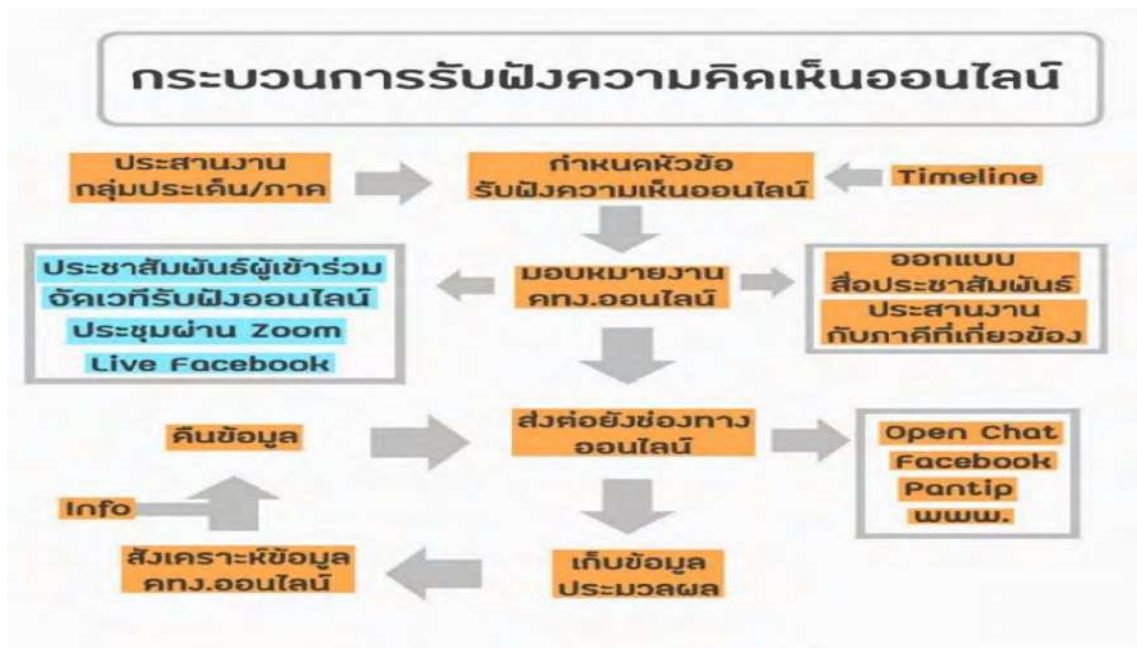 กระบวนการรับฟังความคิดเห็นออนไลน์
ประสานงาน
กลุ่มประเด็น/ภาค
กำหนดหัวข้อ
รับฟังความเห็นออนไลน์
Timeline
ประชาสัมพันธ์ผู้เข้าร่วม
จัดเวทีรับฟังออนไลน์
ประชุมผ่าน Zoom
Live Facebook
มอบหมายงาน
คทง.ออนไลน์
ออกแบบ
สื่อประชาสัมพันธ์
ประสานงาน
กับภาคีที่เกี่ยวข้อง
คืนข้อมูล
ส่งต่อยังช่องทาง
ออนไลน์
Open Chat
Facebook
Pantip
www.
Info
สังเคราะห์ข้อมูล
คทง.ออนไลน์
เก็บข้อมูล
ประมวลผล